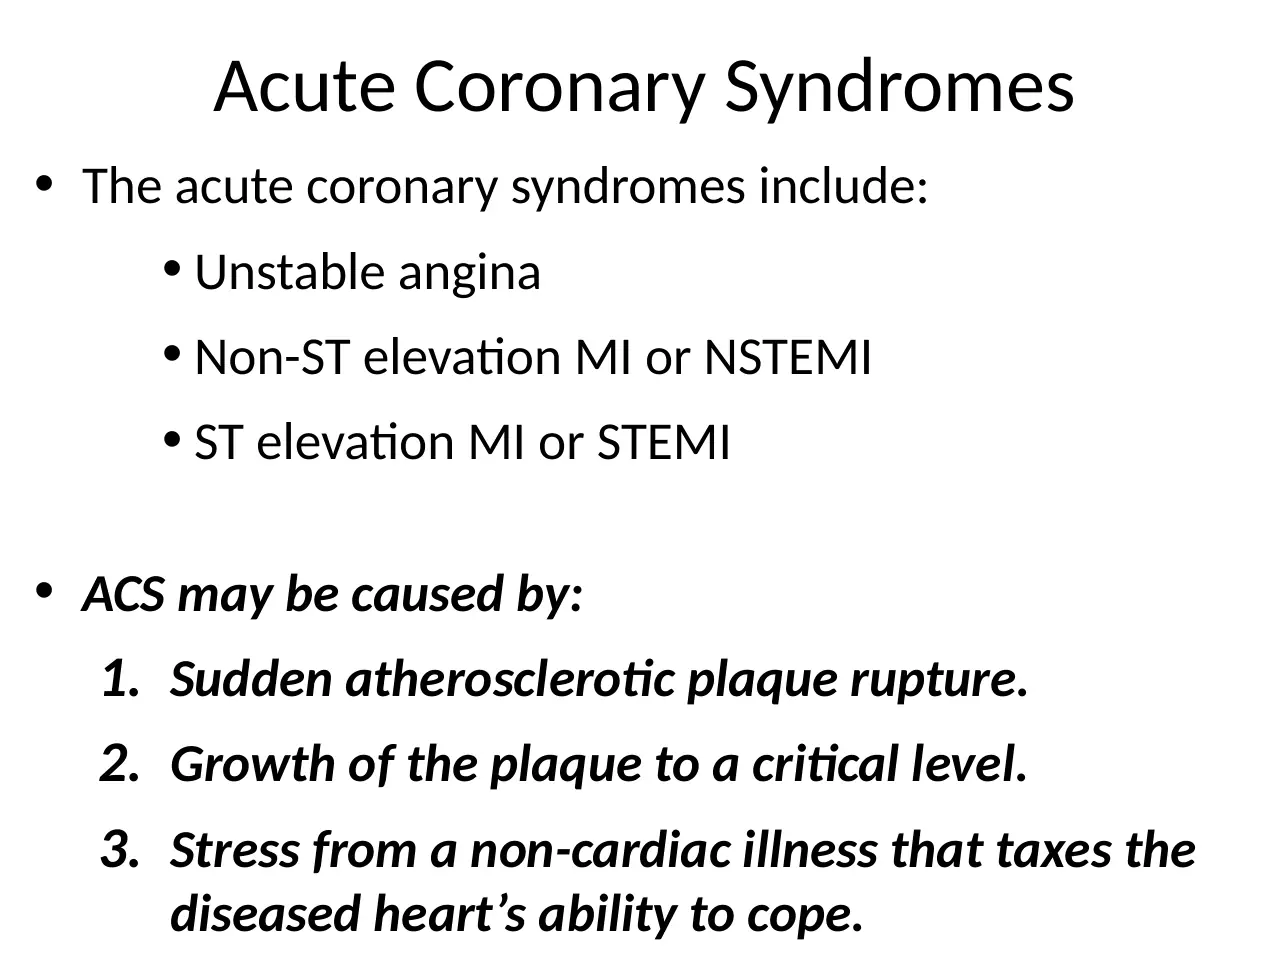 Acute Coronary Syndromes
• The acute coronary syndromes include:
• Unstable angina
• Non-ST elevation MI or NSTEMI
• ST elevation MI or STEMI
• ACS may be caused by:
1. Sudden atherosclerotic plaque rupture.
2. Growth of the plaque to a critical level.
3. Stress from a non-cardiac illness that taxes the
diseased heart’s ability to cope.